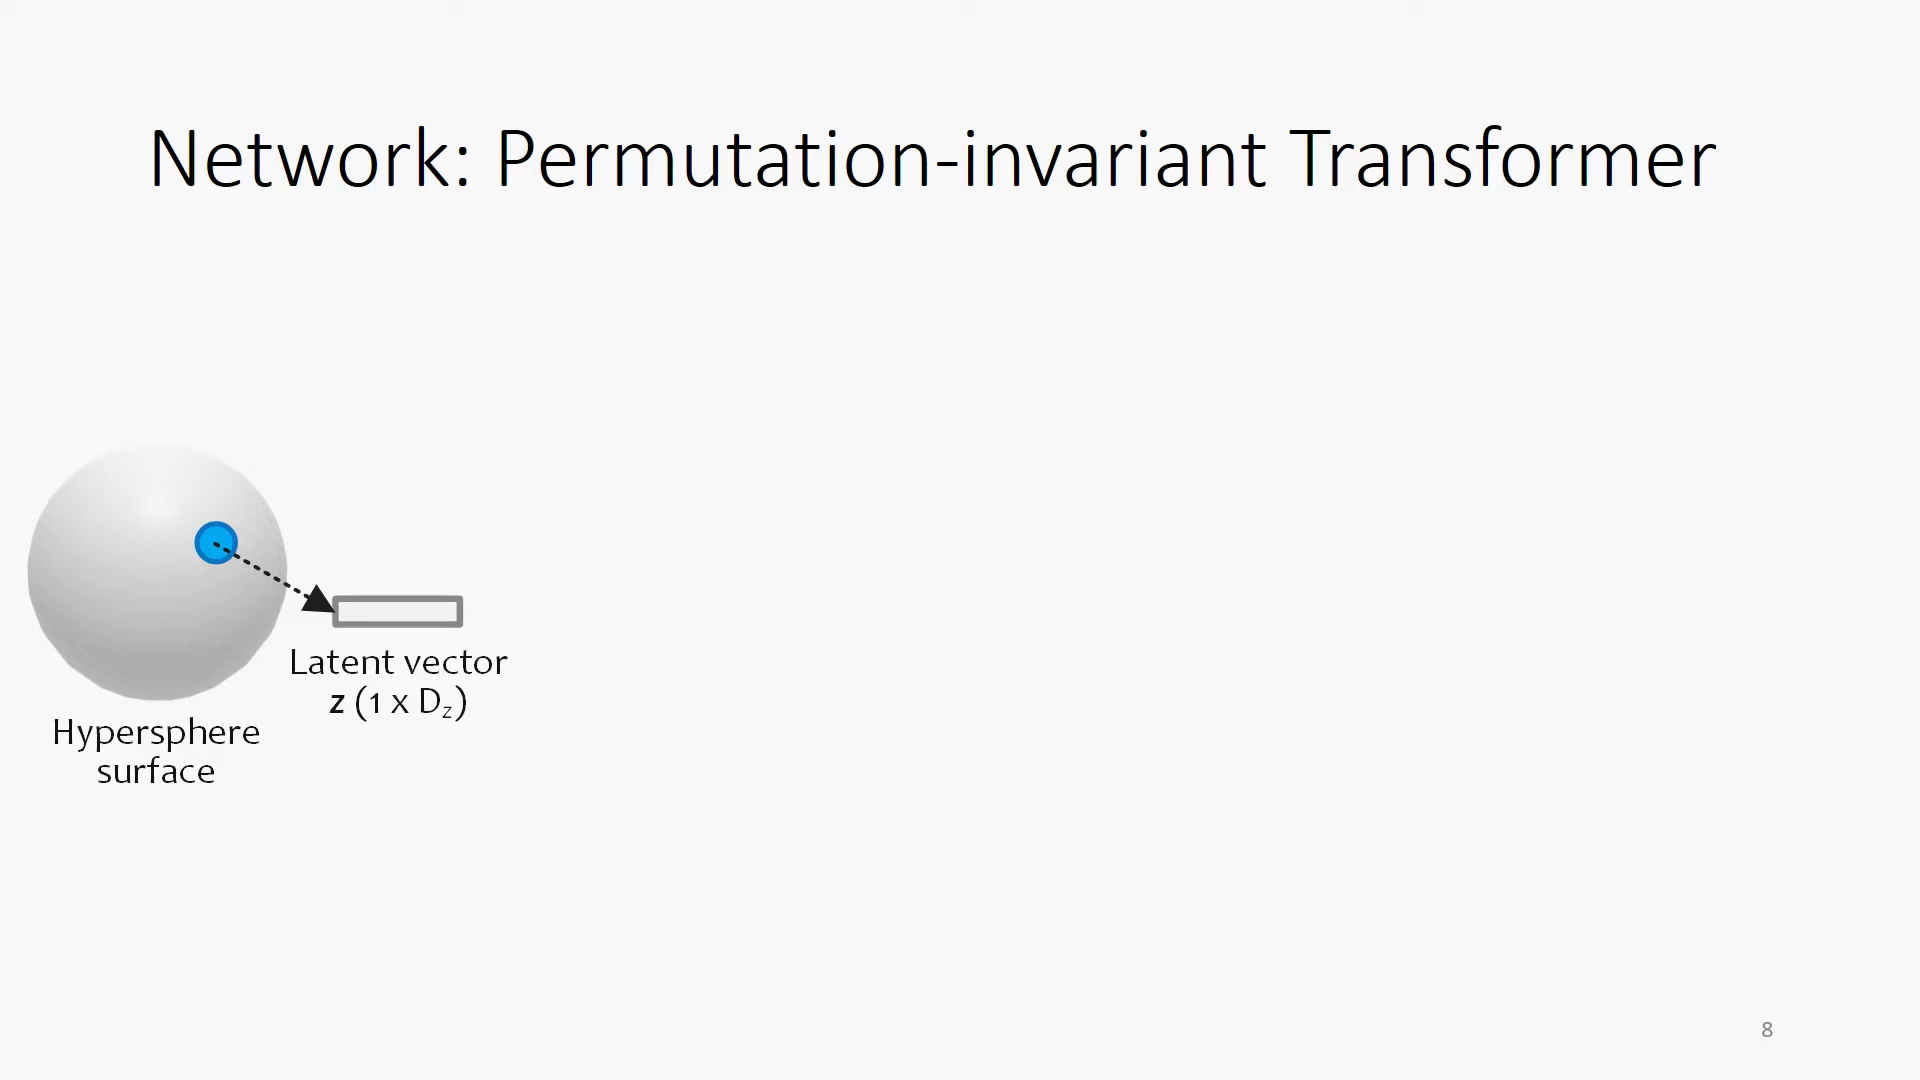 Network: Permutation-invariant Transformer
Latent vector
z (1 x Dz)
Hypersphere
surface
8